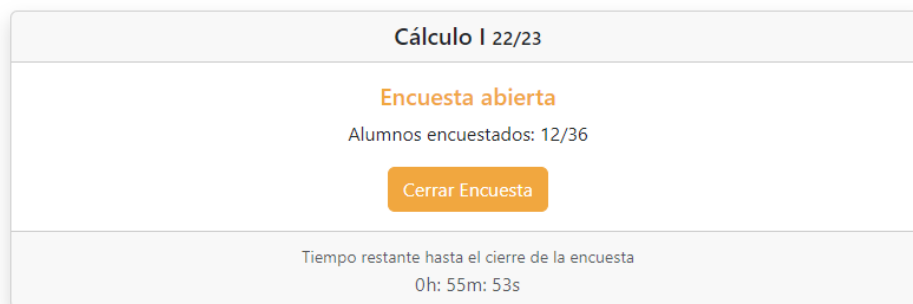 Cálculo I 22/23
Encuesta abierta
Alumnos encuestados: 12/36
Cerrar Encuesta
Tiempo restante hasta el cierre de la encuesta
0h: 55m: 53s